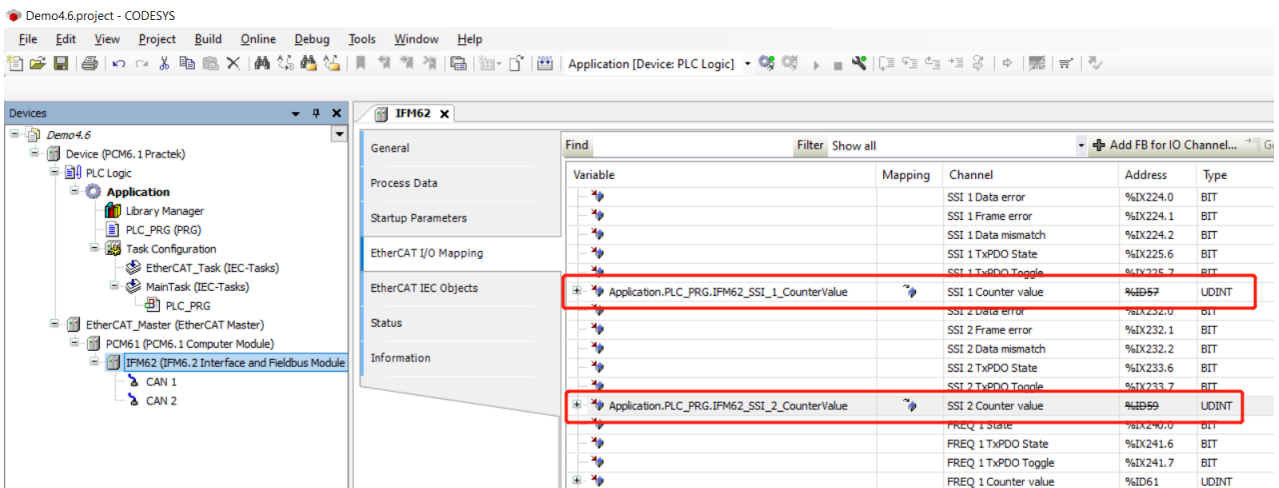 Demo4.6.project - CODESYS
File Edit View Project Build Online Debug Tools Window Help
Application [Device: PLC Logic]
Devices
IFM62
Demo4.6
Device (PCM6.1 Practek)
PLC Logic
Application
Library Manager
PLC_PRG (PRG)
Task Configuration
EtherCAT_Task (IEC-Tasks)
MainTask (IEC-Tasks)
PLC_PRG
EtherCAT_Master (EtherCAT Master)
PCM61 (PCM6.1 Computer Module)
IFM62 (IFM6.2 Interface and Fieldbus Module
CAN 1
CAN 2
General
Process Data
Startup Parameters
EtherCAT I/O Mapping
EtherCAT IEC Objects
Status
Information
Find Filter Show all Add FB for IO Channel... G
Variable Mapping Channel Address Type
SSI 1 Data error %IX224.0 BIT
SSI 1 Frame error %IX224.1 BIT
SSI 1 Data mismatch %IX224.2 BIT
SSI 1 TxPDO State %IX225.6 BIT
SSI 1 TxPDO Toggle %IX225.7 BIT
Application.PLC_PRG.IFM62_SSI_1_CounterValue SSI 1 Counter value %ID57 UDINT
SSI 2 Data error %IX232.0 BIT
SSI 2 Frame error %IX232.1 BIT
SSI 2 Data mismatch %IX232.2 BIT
SSI 2 TxPDO State %IX233.6 BIT
SSI 2 TxPDO Toggle %IX233.7 BIT
Application.PLC_PRG.IFM62_SSI_2_CounterValue SSI 2 Counter value %ID59 UDINT
FREQ 1 State %IX240.0 BIT
FREQ 1 TxPDO State %IX241.6 BIT
FREQ 1 TxPDO Toggle %IX241.7 BIT
FREQ 1 Counter value %ID61 UDINT